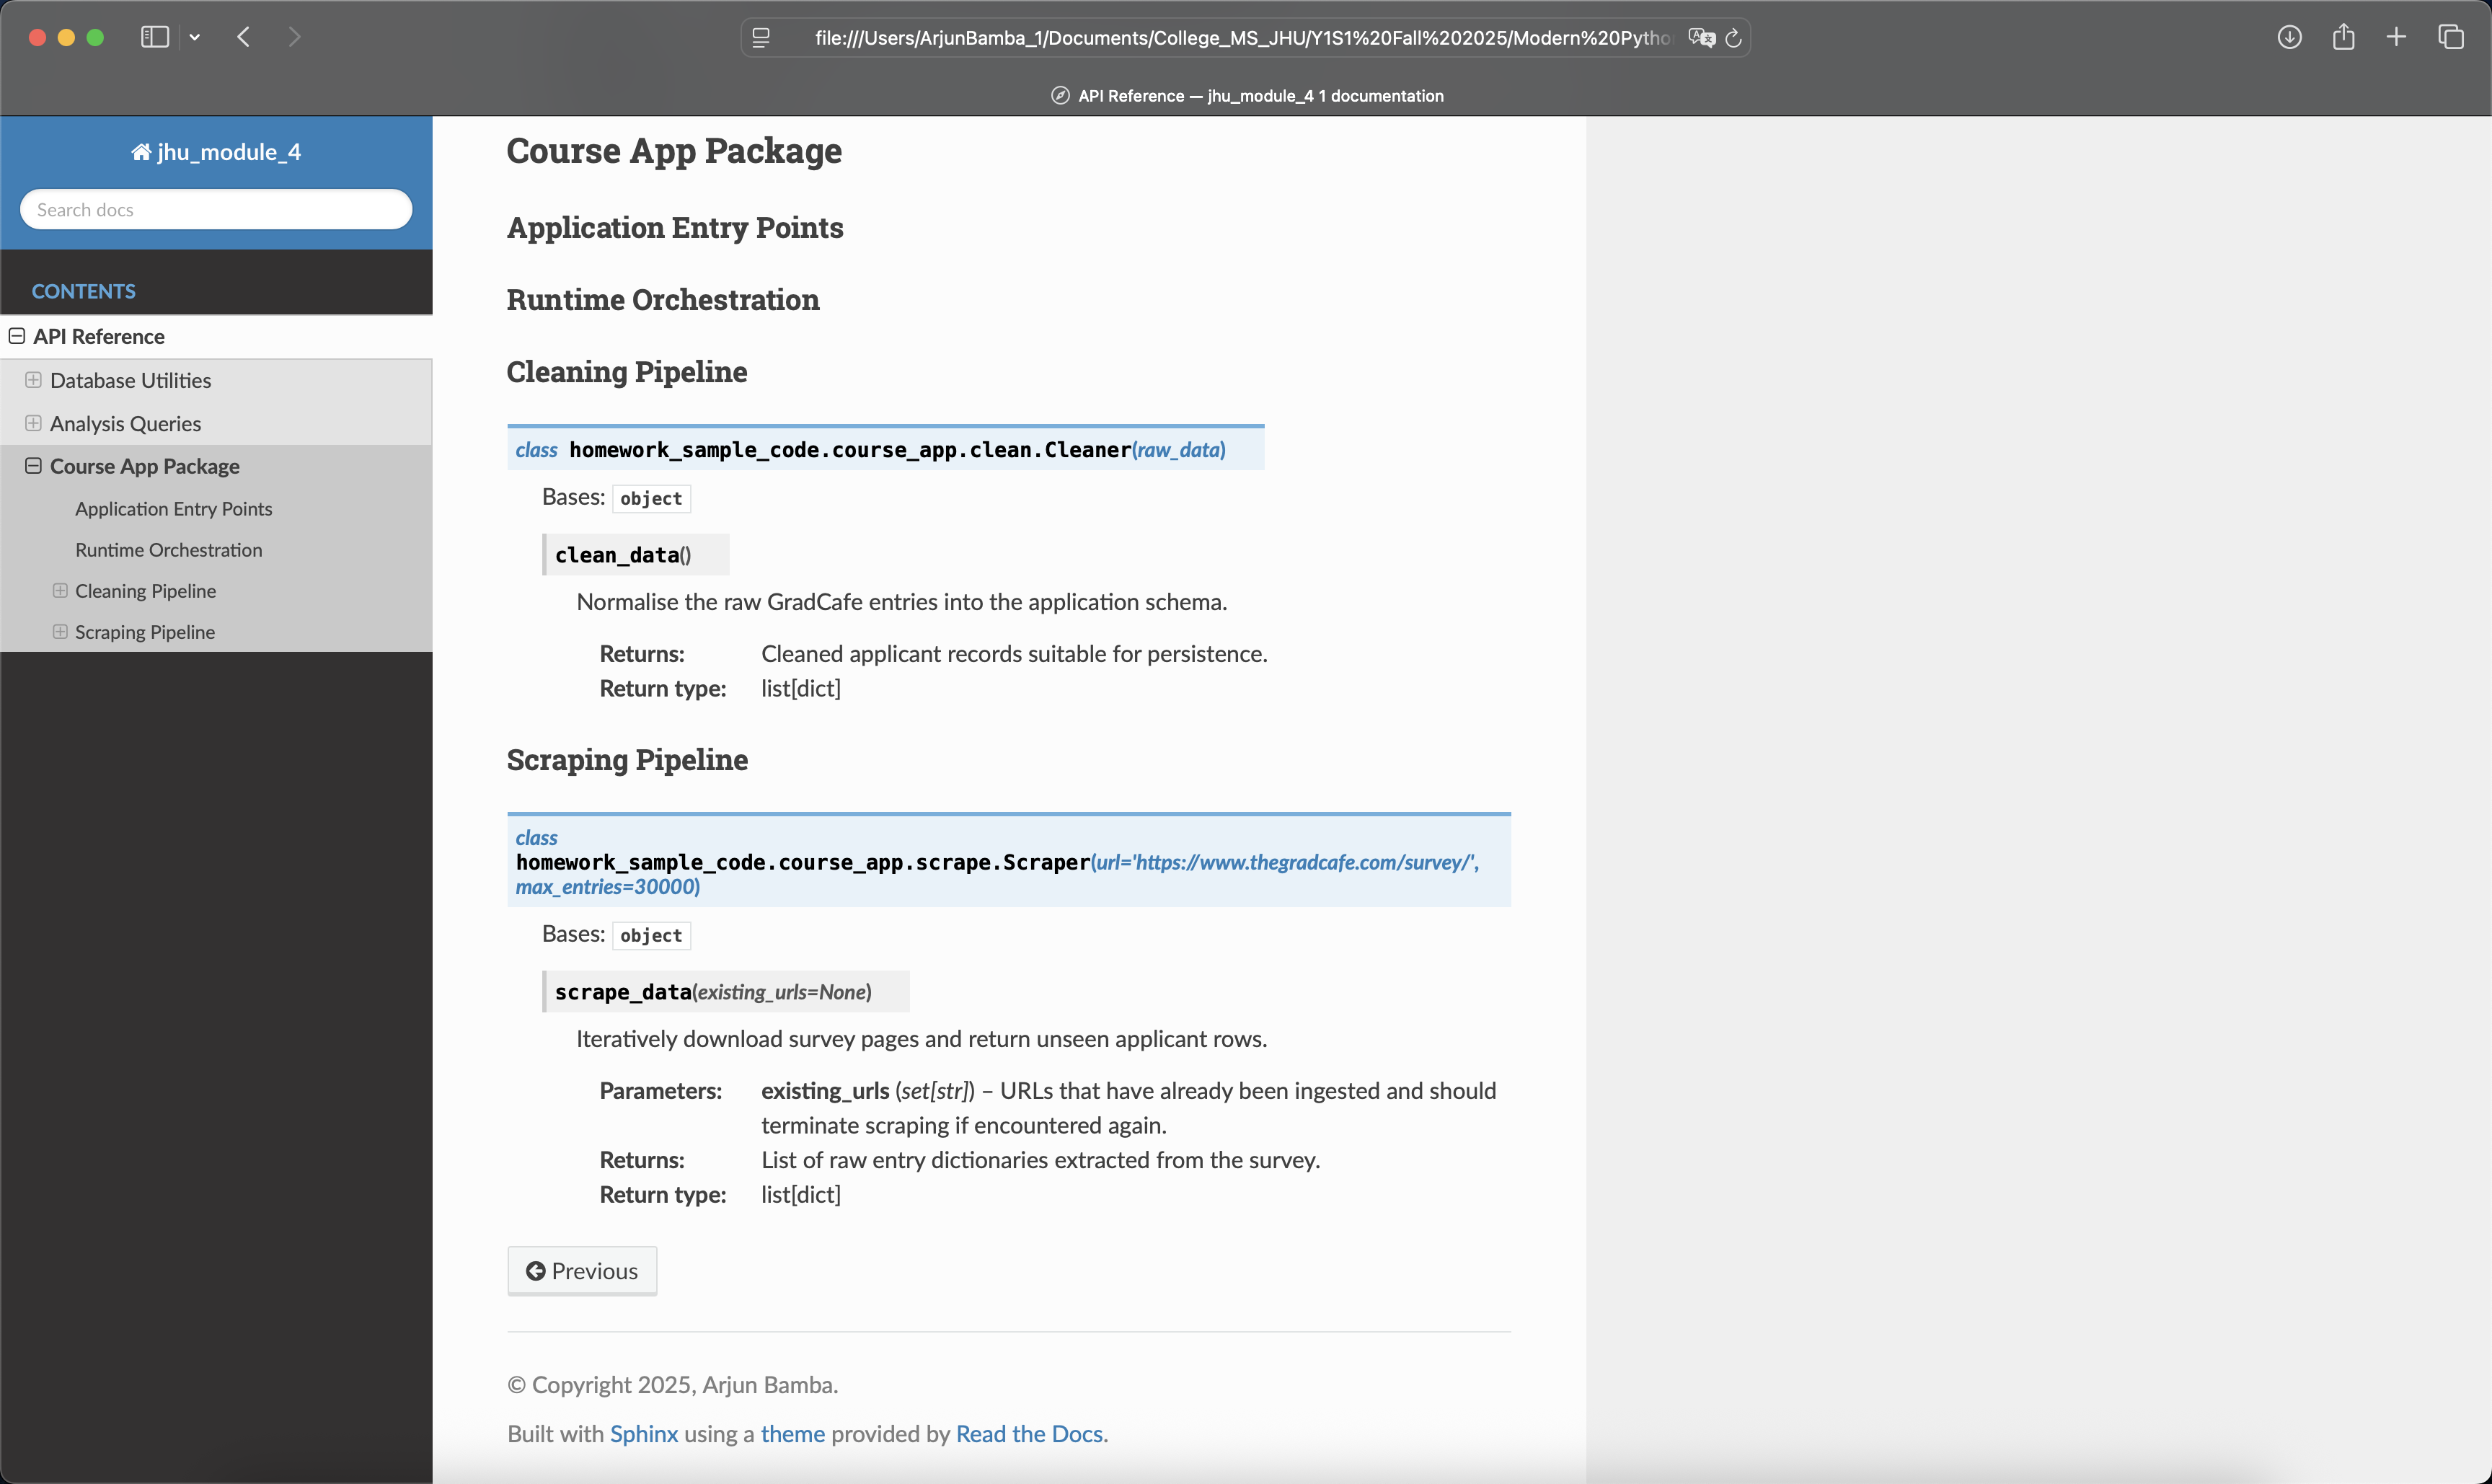 file:///Users/ArjunBamba_1/Documents/College_MS_JHU/Y1S1%20Fall%202025/Modern%20Pytho
API Reference — jhu_module_4 1 documentation
jhu_module_4
Search docs
CONTENTS
API Reference
Database Utilities
Analysis Queries
Course App Package
Application Entry Points
Runtime Orchestration
Cleaning Pipeline
Scraping Pipeline
Course App Package
Application Entry Points
Runtime Orchestration
Cleaning Pipeline
class homework_sample_code.course_app.clean.Cleaner(raw_data)
Bases: object
clean_data()
Normalise the raw GradCafe entries into the application schema.
Returns: Cleaned applicant records suitable for persistence.
Return type: list[dict]
Scraping Pipeline
class
homework_sample_code.course_app.scrape.Scraper(url='https://www.thegradcafe.com/survey/',
max_entries=30000)
Bases: object
scrape_data(existing_urls=None)
Iteratively download survey pages and return unseen applicant rows.
Parameters: existing_urls (set[str]) – URLs that have already been ingested and should
terminate scraping if encountered again.
Returns: List of raw entry dictionaries extracted from the survey.
Return type: list[dict]
Previous
© Copyright 2025, Arjun Bamba.
Built with Sphinx using a theme provided by Read the Docs.